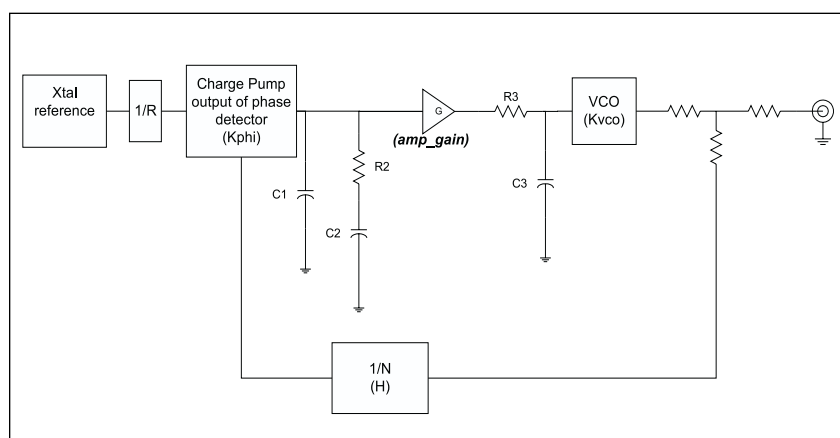 Xtal
reference
1/R
Charge Pump
output of phase
detector
(Kphi)
G
(amp_gain)
R3
VCO
(Kvco)
C1
R2
C2
C3
1/N
(H)